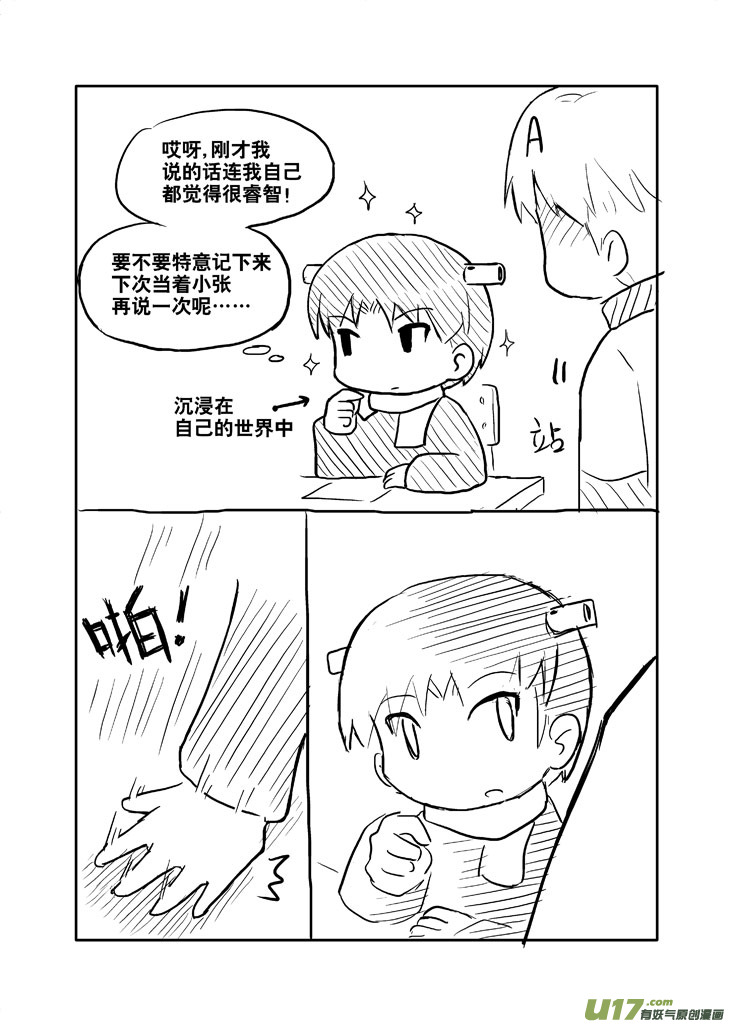 哎呀,刚才我
说的话连我自己
都觉得很睿智!
要不要特意记下来
下次当着小张
再说一次呢……
沉浸在
自己的世界中
A
站
啪!
U17.com
有妖气原创漫画